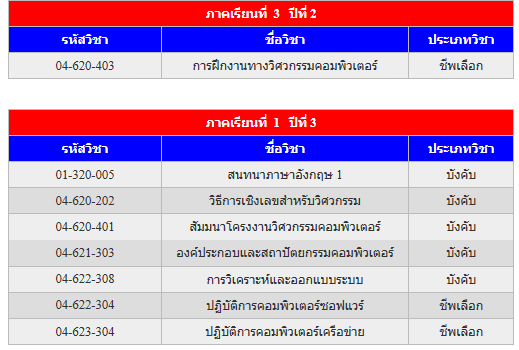 ภาคเรียนที่ 3 ปีที่ 2
รหัสวิชา ชื่อวิชา ประเภทวิชา
04-620-403 การฝึกงานทางวิศวกรรมคอมพิวเตอร์ ชีพเลือก
ภาคเรียนที่ 1 ปีที่ 3
รหัสวิชา ชื่อวิชา ประเภทวิชา
01-320-005 สนทนาภาษาอังกฤษ 1 บังคับ
04-620-202 วิธีการเชิงเลขสำหรับวิศวกรรม บังคับ
04-620-401 สัมมนาโครงงานวิศวกรรมคอมพิวเตอร์ บังคับ
04-621-303 องค์ประกอบและสถาปัตยกรรมคอมพิวเตอร์ บังคับ
04-622-308 การวิเคราะห์และออกแบบระบบ บังคับ
04-622-304 ปฏิบัติการคอมพิวเตอร์ซอฟแวร์ ชีพเลือก
04-623-304 ปฏิบัติการคอมพิวเตอร์เครือข่าย ชีพเลือก